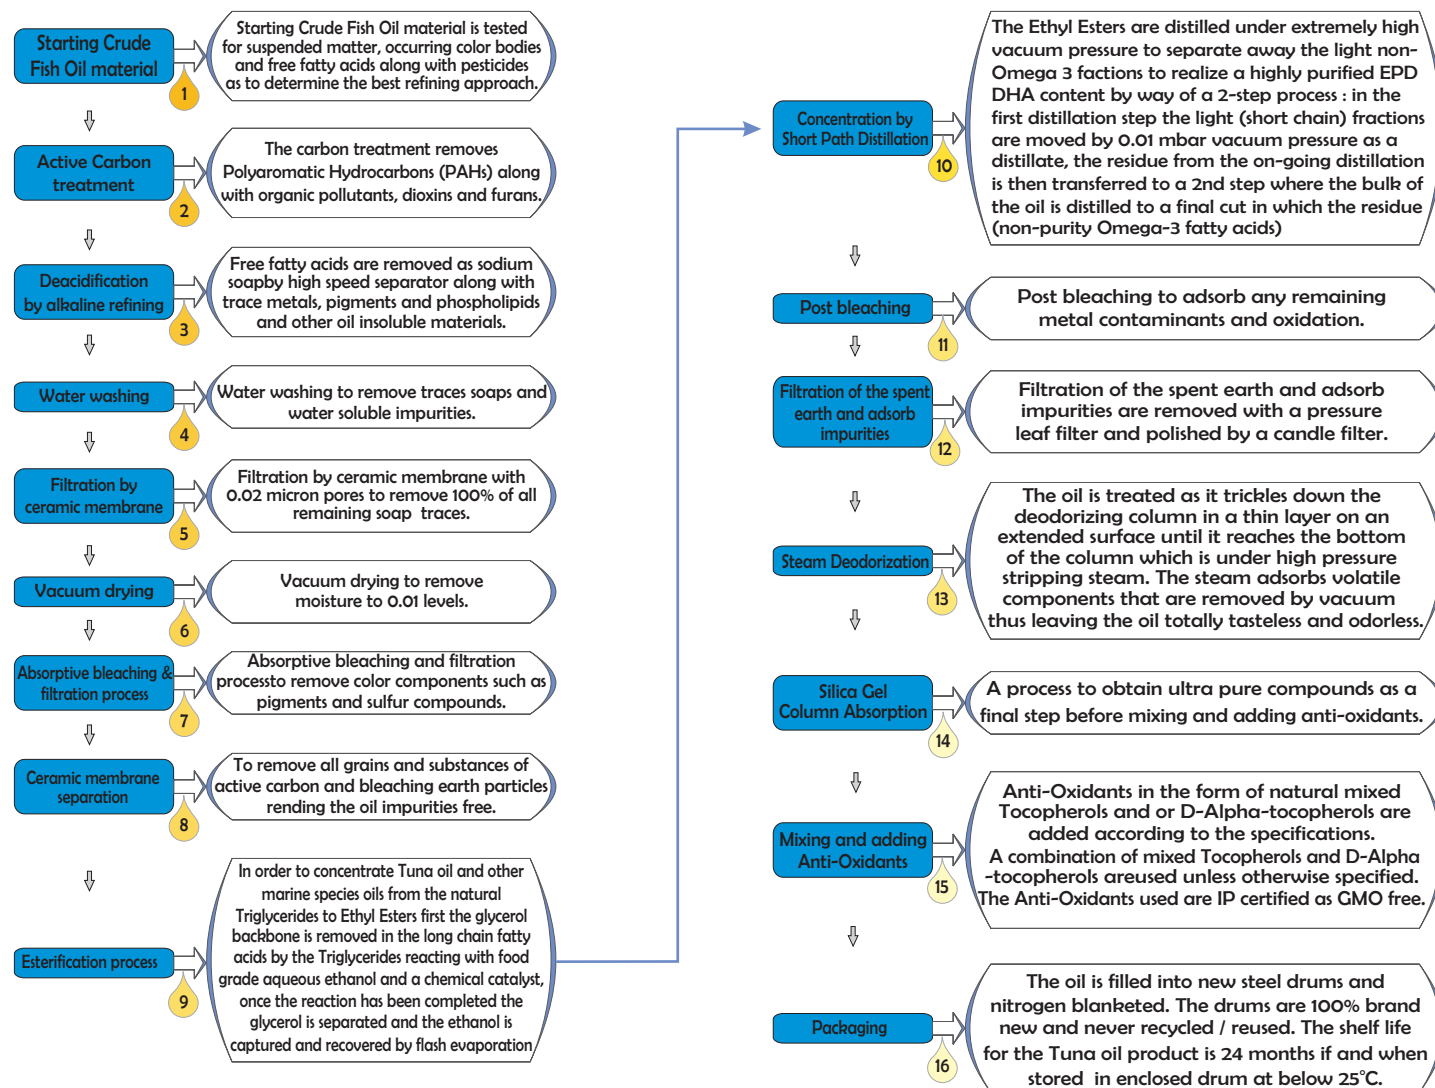 Starting Crude
Fish Oil material
1
Starting Crude Fish Oil material is tested
for suspended matter, occurring color bodies
and free fatty acids along with pesticides
as to determine the best refining approach.
Active Carbon
treatment
2
The carbon treatment removes
Polyaromatic Hydrocarbons (PAHs) along
with organic pollutants, dioxins and furans.
Deacidification
by alkaline refining
3
Free fatty acids are removed as sodium
soapby high speed separator along with
trace metals, pigments and phospholipids
and other oil insoluble materials.
Water washing
4
Water washing to remove traces soaps and
water soluble impurities.
Filtration by
ceramic membrane
5
Filtration by ceramic membrane with
0.02 micron pores to remove 100% of all
remaining soap traces.
Vacuum drying
6
Vacuum drying to remove
moisture to 0.01 levels.
Absorptive bleaching &
filtration process
7
Absorptive bleaching and filtration
processto remove color components such as
pigments and sulfur compounds.
Ceramic membrane
separation
8
To remove all grains and substances of
active carbon and bleaching earth particles
rending the oil impurities free.
Esterification process
9
In order to concentrate Tuna oil and other
marine species oils from the natural
Triglycerides to Ethyl Esters first the glycerol
backbone is removed in the long chain fatty
acids by the Triglycerides reacting with food
grade aqueous ethanol and a chemical catalyst,
once the reaction has been completed the
glycerol is separated and the ethanol is
captured and recovered by flash evaporation
Concentration by
Short Path Distillation
10
The Ethyl Esters are distilled under extremely high
vacuum pressure to separate away the light non-
Omega 3 factions to realize a highly purified EPD
DHA content by way of a 2-step process : in the
first distillation step the light (short chain) fractions
are moved by 0.01 mbar vacuum pressure as a
distillate, the residue from the on-going distillation
is then transferred to a 2nd step where the bulk of
the oil is distilled to a final cut in which the residue
(non-purity Omega-3 fatty acids)
Post bleaching
11
Post bleaching to adsorb any remaining
metal contaminants and oxidation.
Filtration of the spent
earth and adsorb
impurities
12
Filtration of the spent earth and adsorb
impurities are removed with a pressure
leaf filter and polished by a candle filter.
Steam Deodorization
13
The oil is treated as it trickles down the
deodorizing column in a thin layer on an
extended surface until it reaches the bottom
of the column which is under high pressure
stripping steam. The steam adsorbs volatile
components that are removed by vacuum
thus leaving the oil totally tasteless and odorless.
Silica Gel
Column Absorption
14
A process to obtain ultra pure compounds as a
final step before mixing and adding anti-oxidants.
Mixing and adding
Anti-Oxidants
15
Anti-Oxidants in the form of natural mixed
Tocopherols and or D-Alpha-tocopherols are
added according to the specifications.
A combination of mixed Tocopherols and D-Alpha
-tocopherols areused unless otherwise specified.
The Anti-Oxidants used are IP certified as GMO free.
Packaging
16
The oil is filled into new steel drums and
nitrogen blanketed. The drums are 100% brand
new and never recycled / reused. The shelf life
for the Tuna oil product is 24 months if and when
stored in enclosed drum at below 25°C.